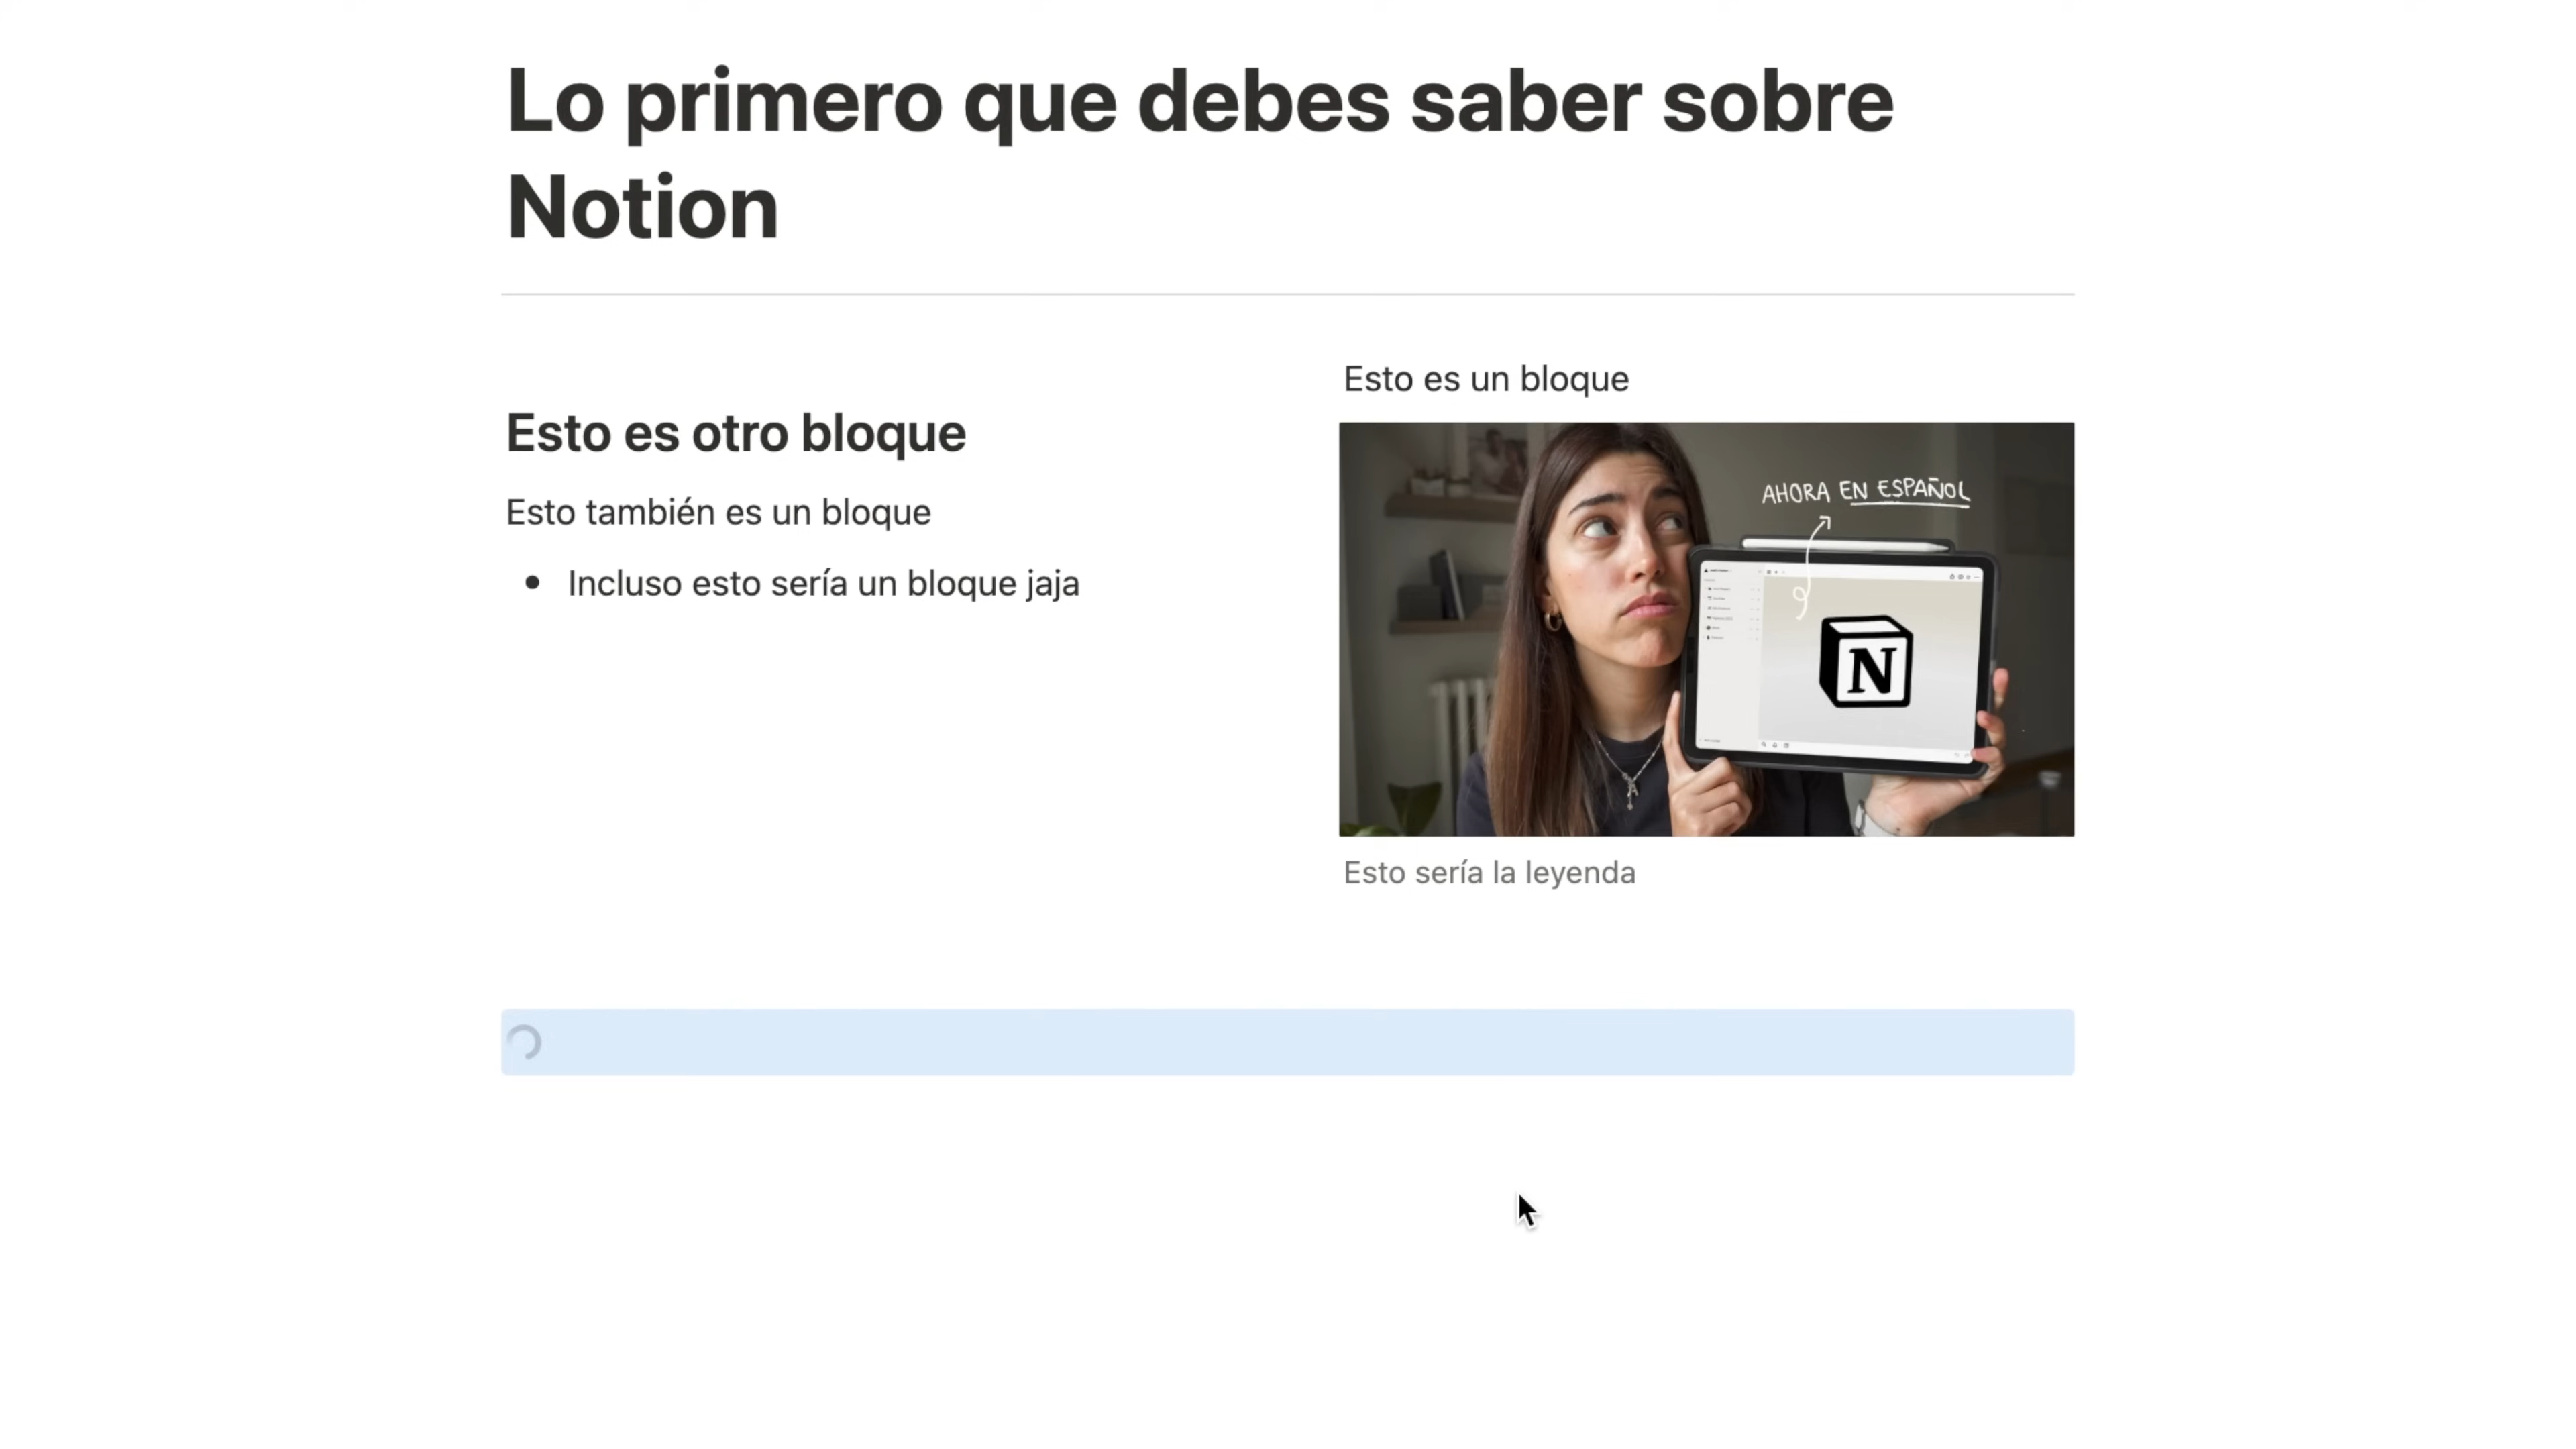 Lo primero que debes saber sobre
Notion
Esto es otro bloque
Esto también es un bloque
• Incluso esto sería un bloque jaja
Esto es un bloque
AHORA EN ESPAÑOL
N
Esto sería la leyenda